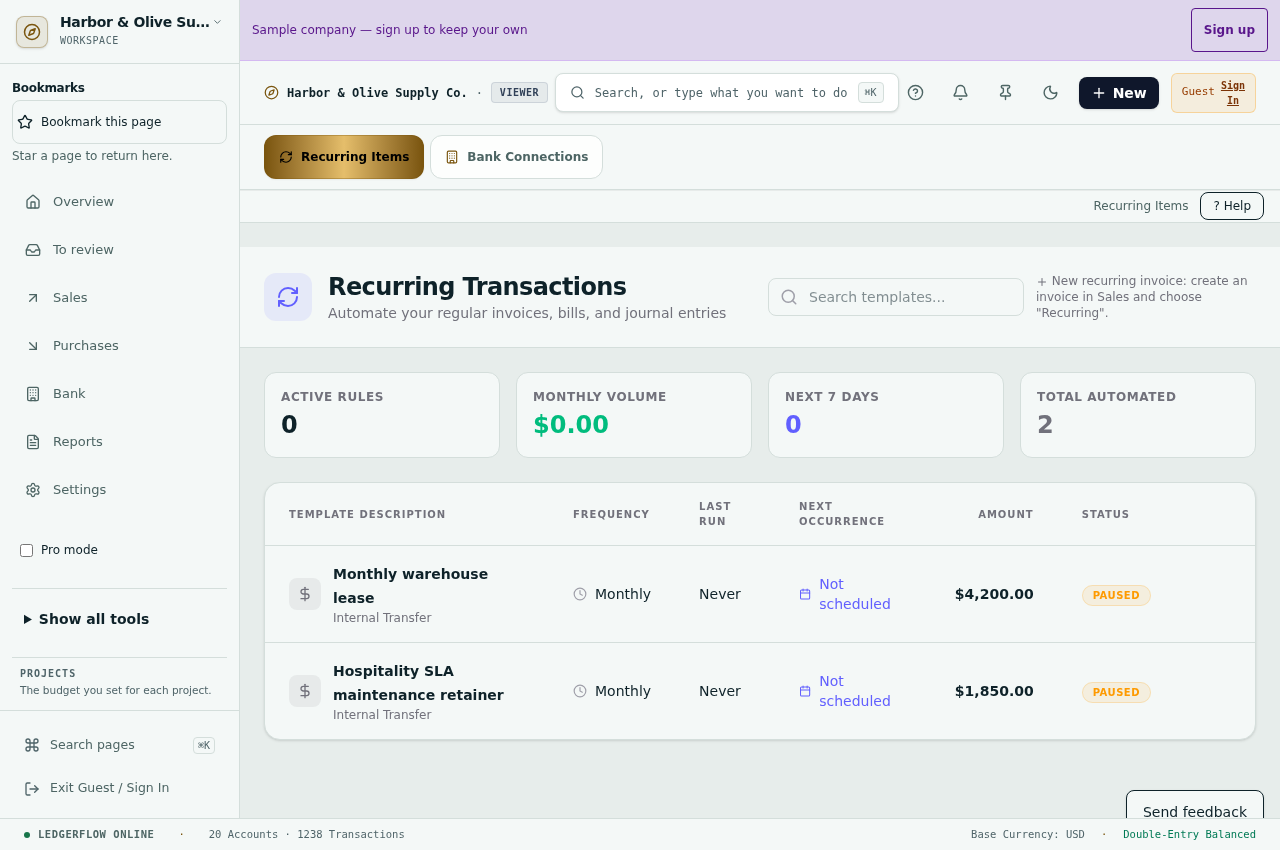 Harbor & Olive Su...
WORKSPACE
Bookmarks
Bookmark this page
Star a page to return here.
Overview
To review
Sales
Purchases
Bank
Reports
Settings
Pro mode
Show all tools
PROJECTS
The budget you set for each project.
Search pages ⌘K
Exit Guest / Sign In
Sample company — sign up to keep your own
Sign up
Harbor & Olive Supply Co. · VIEWER
Search, or type what you want to do ⌘K
New
Guest Sign In
Recurring Items
Bank Connections
Recurring Items
? Help
Recurring Transactions
Automate your regular invoices, bills, and journal entries
Search templates...
+ New recurring invoice: create an
invoice in Sales and choose
"Recurring".
ACTIVE RULES
0
MONTHLY VOLUME
$0.00
NEXT 7 DAYS
0
TOTAL AUTOMATED
2
TEMPLATE DESCRIPTION FREQUENCY LAST RUN NEXT OCCURRENCE AMOUNT STATUS
Monthly warehouse
lease
Internal Transfer
Monthly
Never
Not
scheduled
$4,200.00
PAUSED
Hospitality SLA
maintenance retainer
Internal Transfer
Monthly
Never
Not
scheduled
$1,850.00
PAUSED
Send feedback
LEDGERFLOW ONLINE · 20 Accounts · 1238 Transactions
Base Currency: USD · Double-Entry Balanced